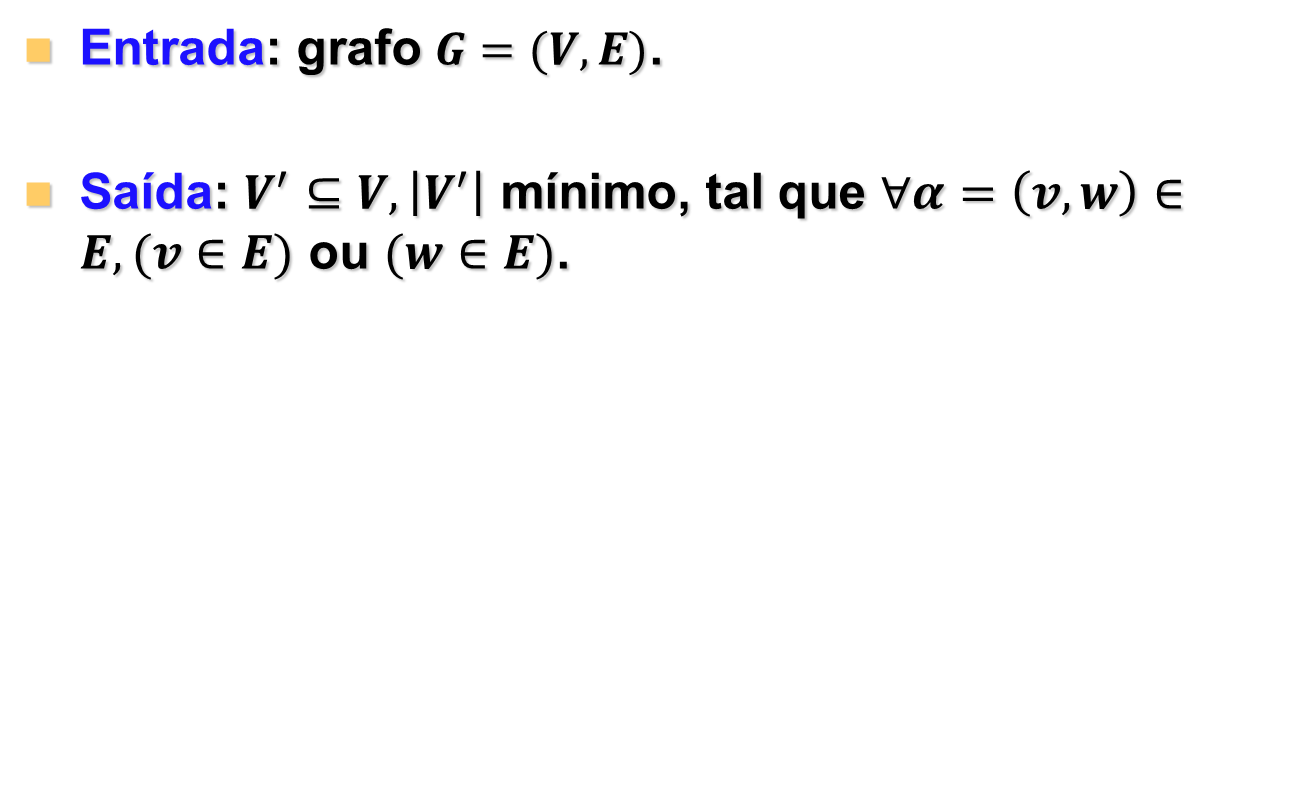 Entrada: grafo G = (V, E).
Saída: V′ ⊆ V, |V′| mínimo, tal que ∀α = (v, w) ∈
E, (v ∈ E) ou (w ∈ E).